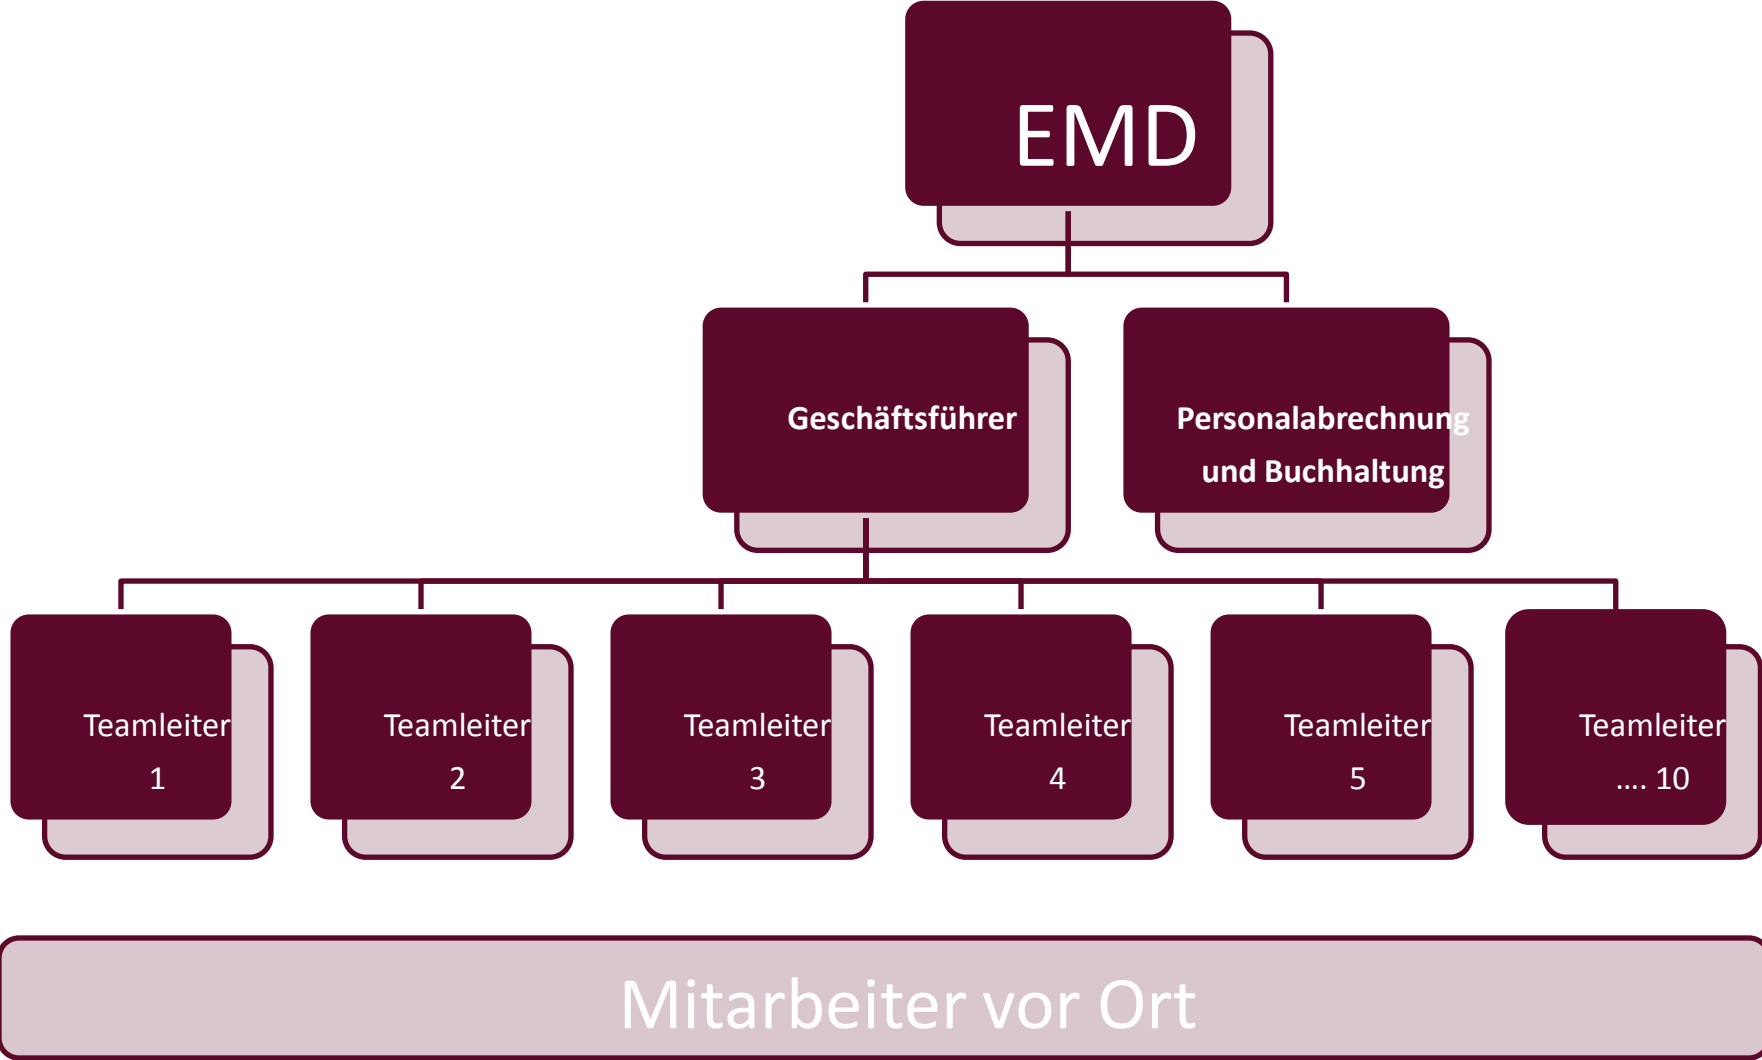 EMD
Geschäftsführer
Personalabrechnung
und Buchhaltung
Teamleiter
1
Teamleiter
2
Teamleiter
3
Teamleiter
4
Teamleiter
5
Teamleiter
.... 10
Mitarbeiter vor Ort